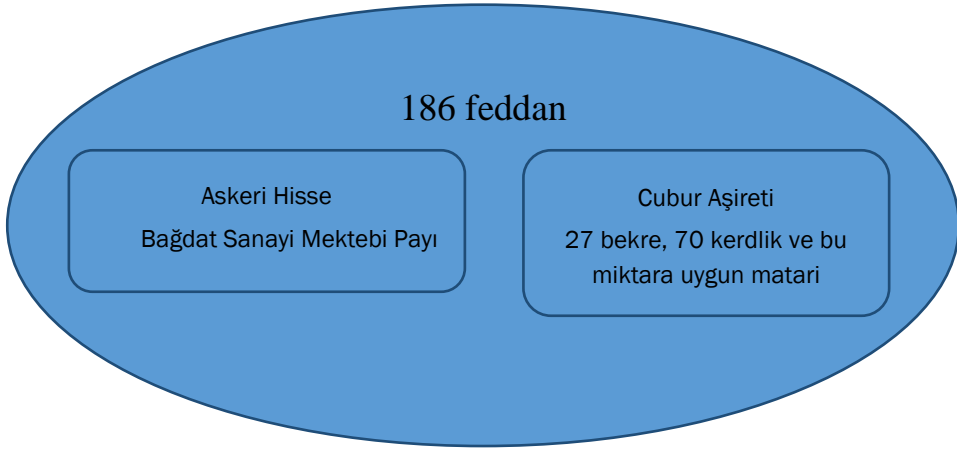 186 feddan
Askeri Hisse
Bağdat Sanayi Mektebi Payı
Cubur Aşireti
27 bekre, 70 kerdlik ve bu
miktara uygun matari